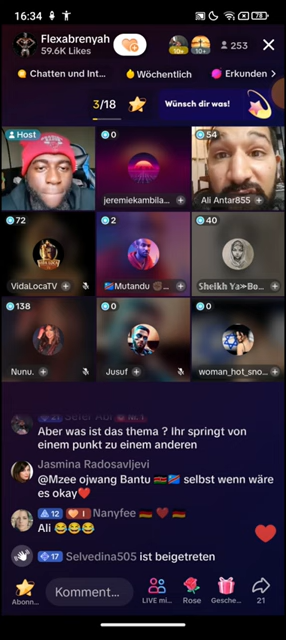 16:34
78
Flexabrenyah
59.6K Likes
10+
10+
253
Chatten und Int...
Wöchentlich
Erkunden
3/18
Wünsch dir was!
Host
0
jeremiekambila...
54
Ali Antar855
72
VidaLocaTV
2
🇨🇩Mutandu
40
Sheikh Ya
138
Nunu.
0
Jusuf
0
woman_hot_sno...
Aber was ist das thema ? Ihr springt von
einem punkt zu einem anderen
Jasmina Radosavljevi
@Mzee ojwang Bantu 🇰🇪🇨🇩 selbst wenn wäre
es okay❤️
12
I
Nanyfee 🇩🇪 ❤️ 🇩🇪
Ali 😂😂😂
17
Selvedina505 ist beigetreten
Kommentar...
Abonn...
LIVE mi...
Rose
Gesche...
21